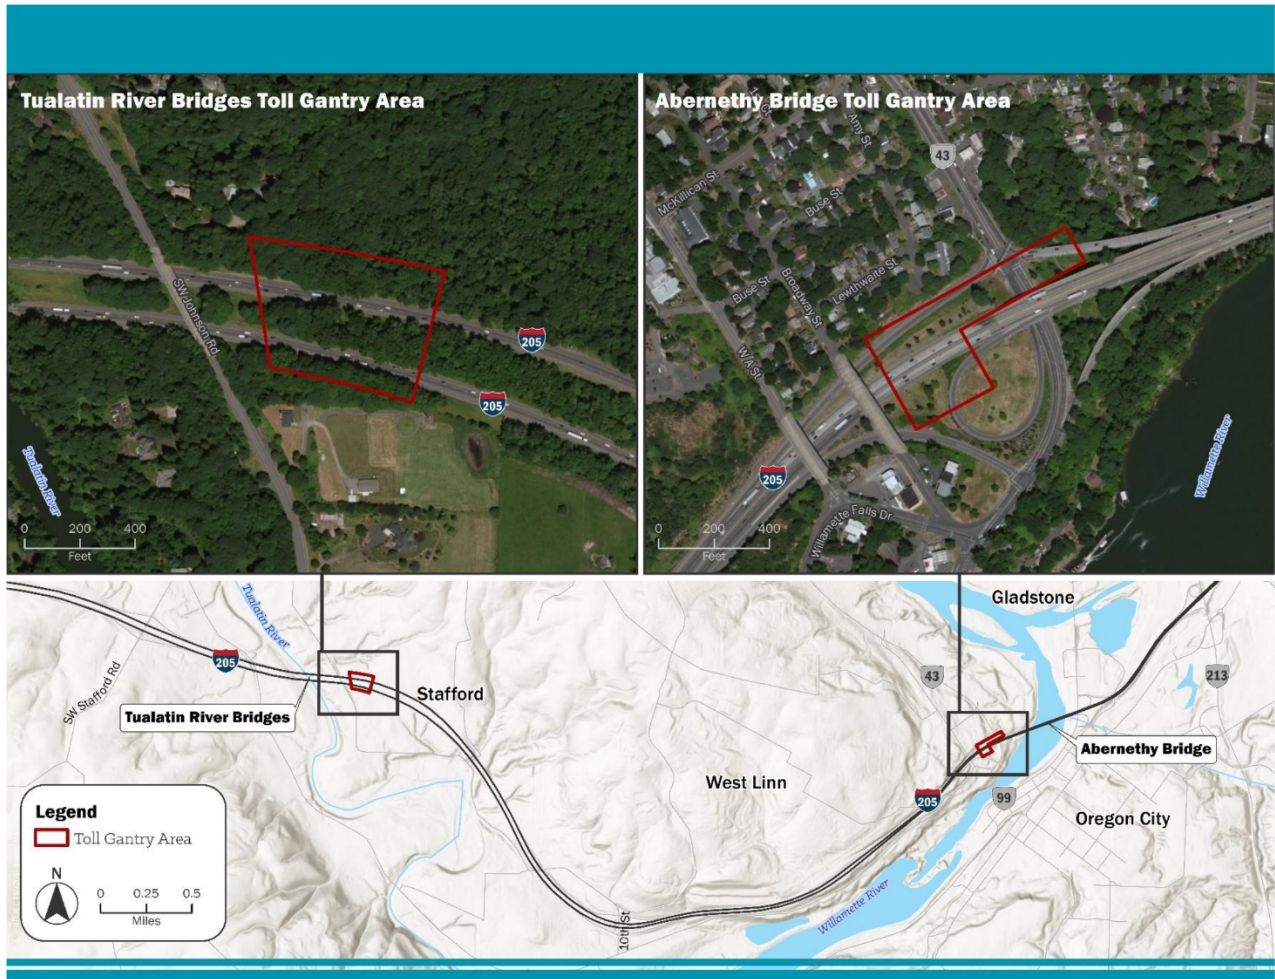 Tualatin River Bridges Toll Gantry Area
SW Johnson Rd
205
205
Tualatin River
0 200 400
Feet
Abernethy Bridge Toll Gantry Area
Amy St
43
McKillican St
Buse St
Buse St
Broadway St
Lewthwaite St
W A St
205
Willamette Falls Dr
Willamette River
0 200 400
Feet
Tualatin River
Gladstone
205
SW Stafford Rd
Stafford
43
213
Tualatin River Bridges
Abernethy Bridge
West Linn
205
99
Oregon City
10th St
Willamette River
Legend
Toll Gantry Area
N
0 0.25 0.5
Miles